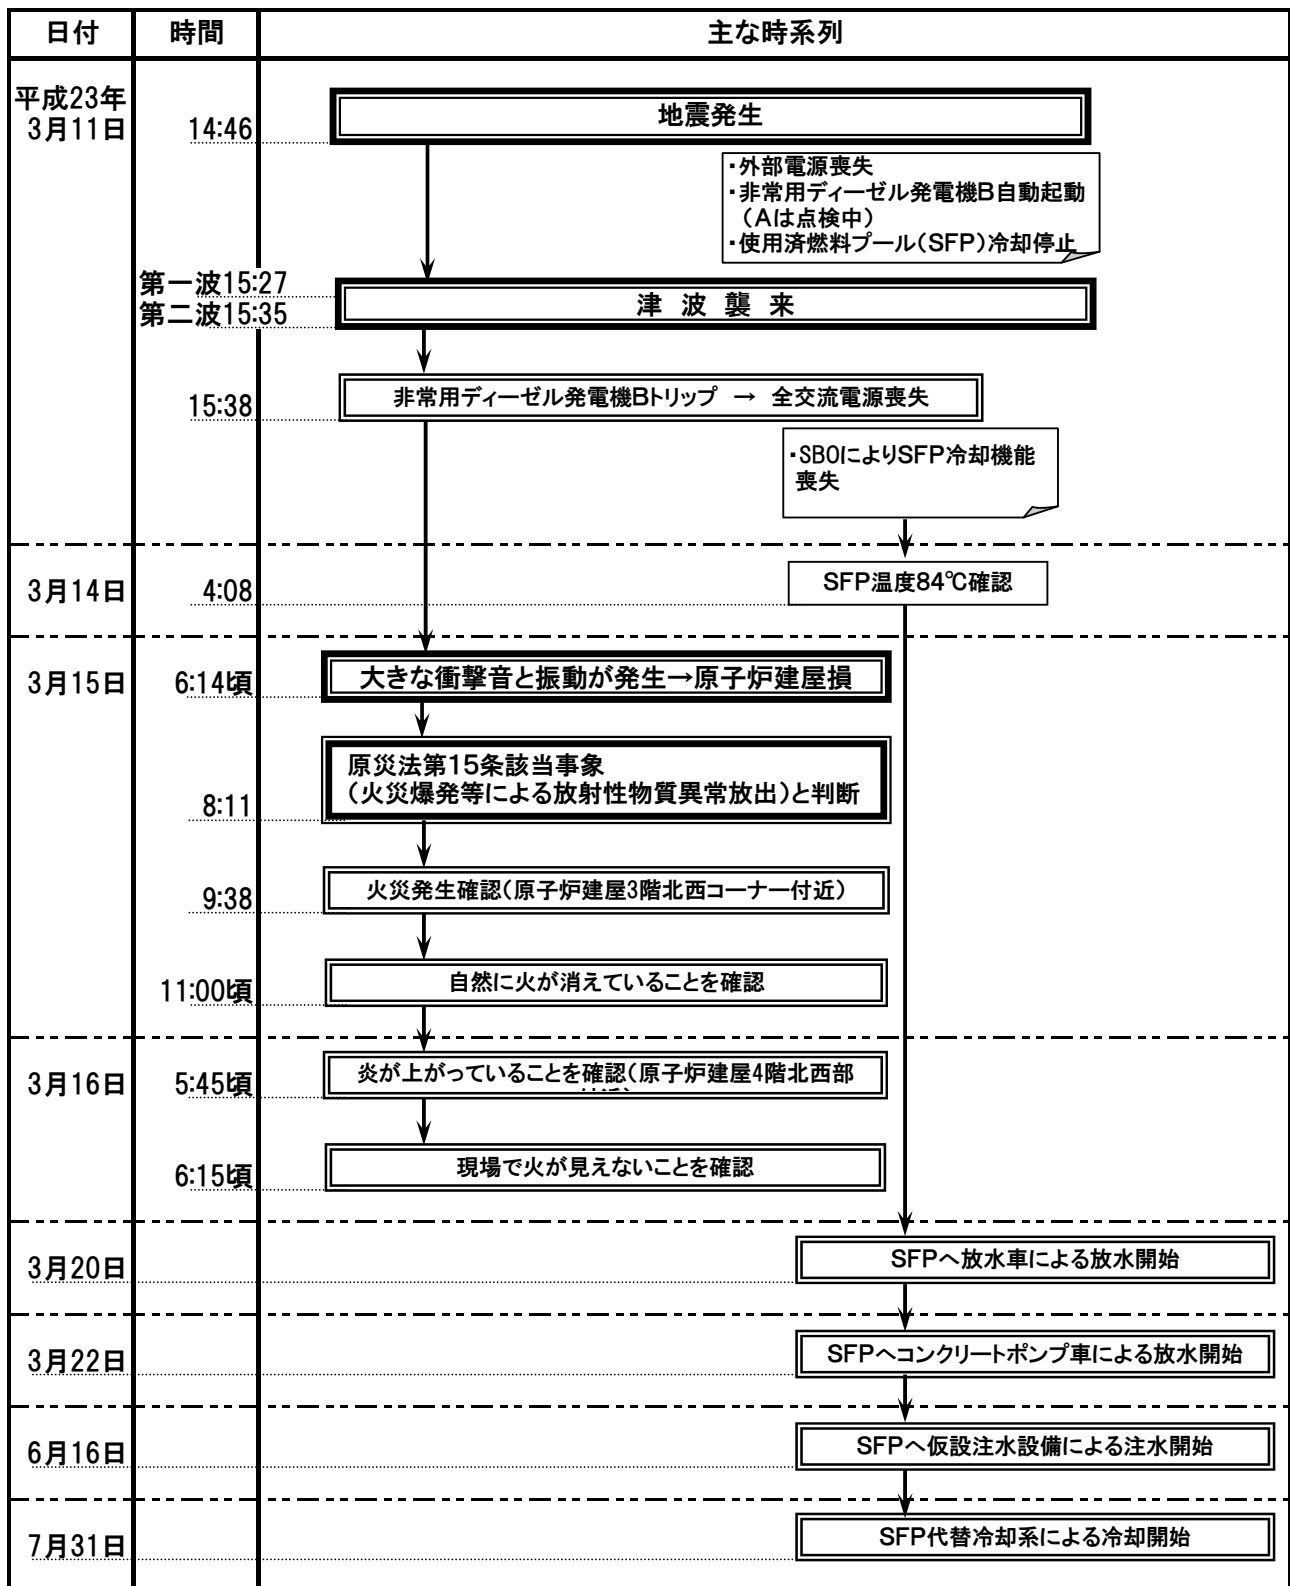 日付 時間 主な時系列
平成23年
3月11日 14:46 地震発生
・外部電源喪失
・非常用ディーゼル発電機B自動起動
(Aは点検中)
・使用済燃料プール(SFP)冷却停止
第一波15:27
第二波15:35 津 波 襲 来
15:38 非常用ディーゼル発電機Bトリップ → 全交流電源喪失
・SBOによりSFP冷却機能
喪失
3月14日 4:08 SFP温度84℃確認
3月15日 6:14頃 大きな衝撃音と振動が発生→原子炉建屋損
原災法第15条該当事象
8:11 (火災爆発等による放射性物質異常放出)と判断
9:38 火災発生確認(原子炉建屋3階北西コーナー付近)
11:00頃 自然に火が消えていることを確認
3月16日 5:45頃 炎が上がっていることを確認(原子炉建屋4階北西部
6:15頃 現場で火が見えないことを確認
3月20日 SFPへ放水車による放水開始
3月22日 SFPへコンクリートポンプ車による放水開始
6月16日 SFPへ仮設注水設備による注水開始
7月31日 SFP代替冷却系による冷却開始